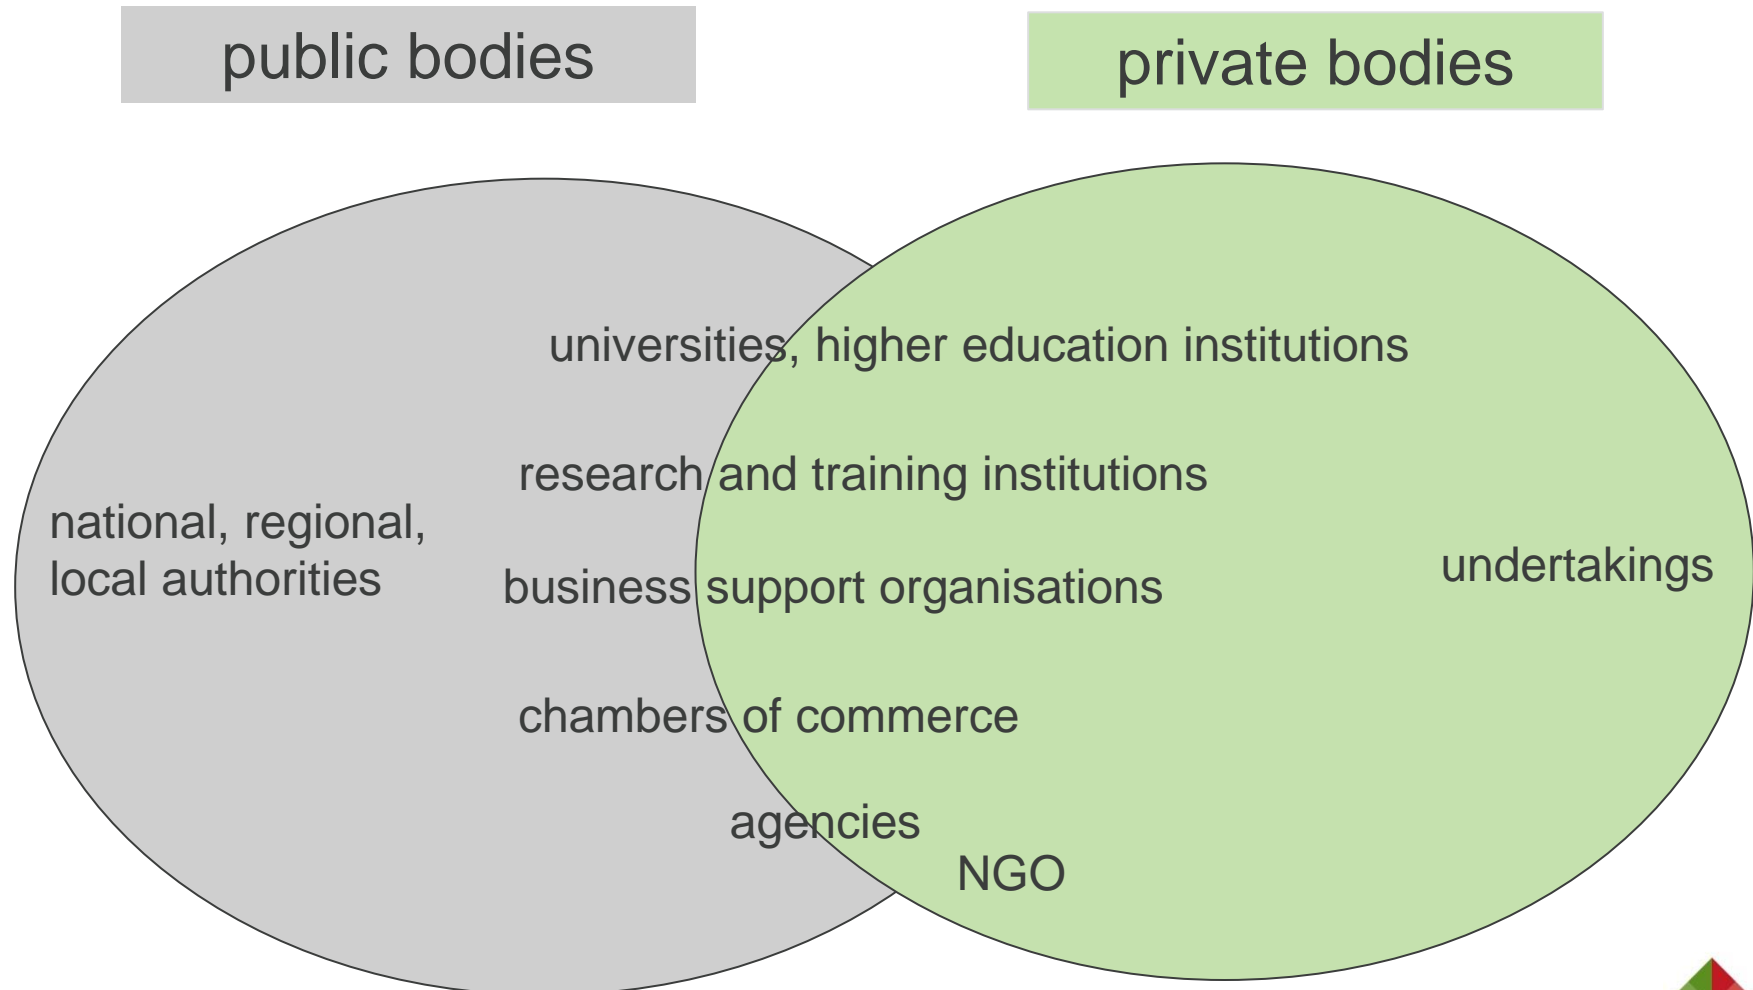 public bodies
private bodies
universities, higher education institutions
research and training institutions
national, regional,
local authorities
business support organisations
undertakings
chambers of commerce
agencies
NGO